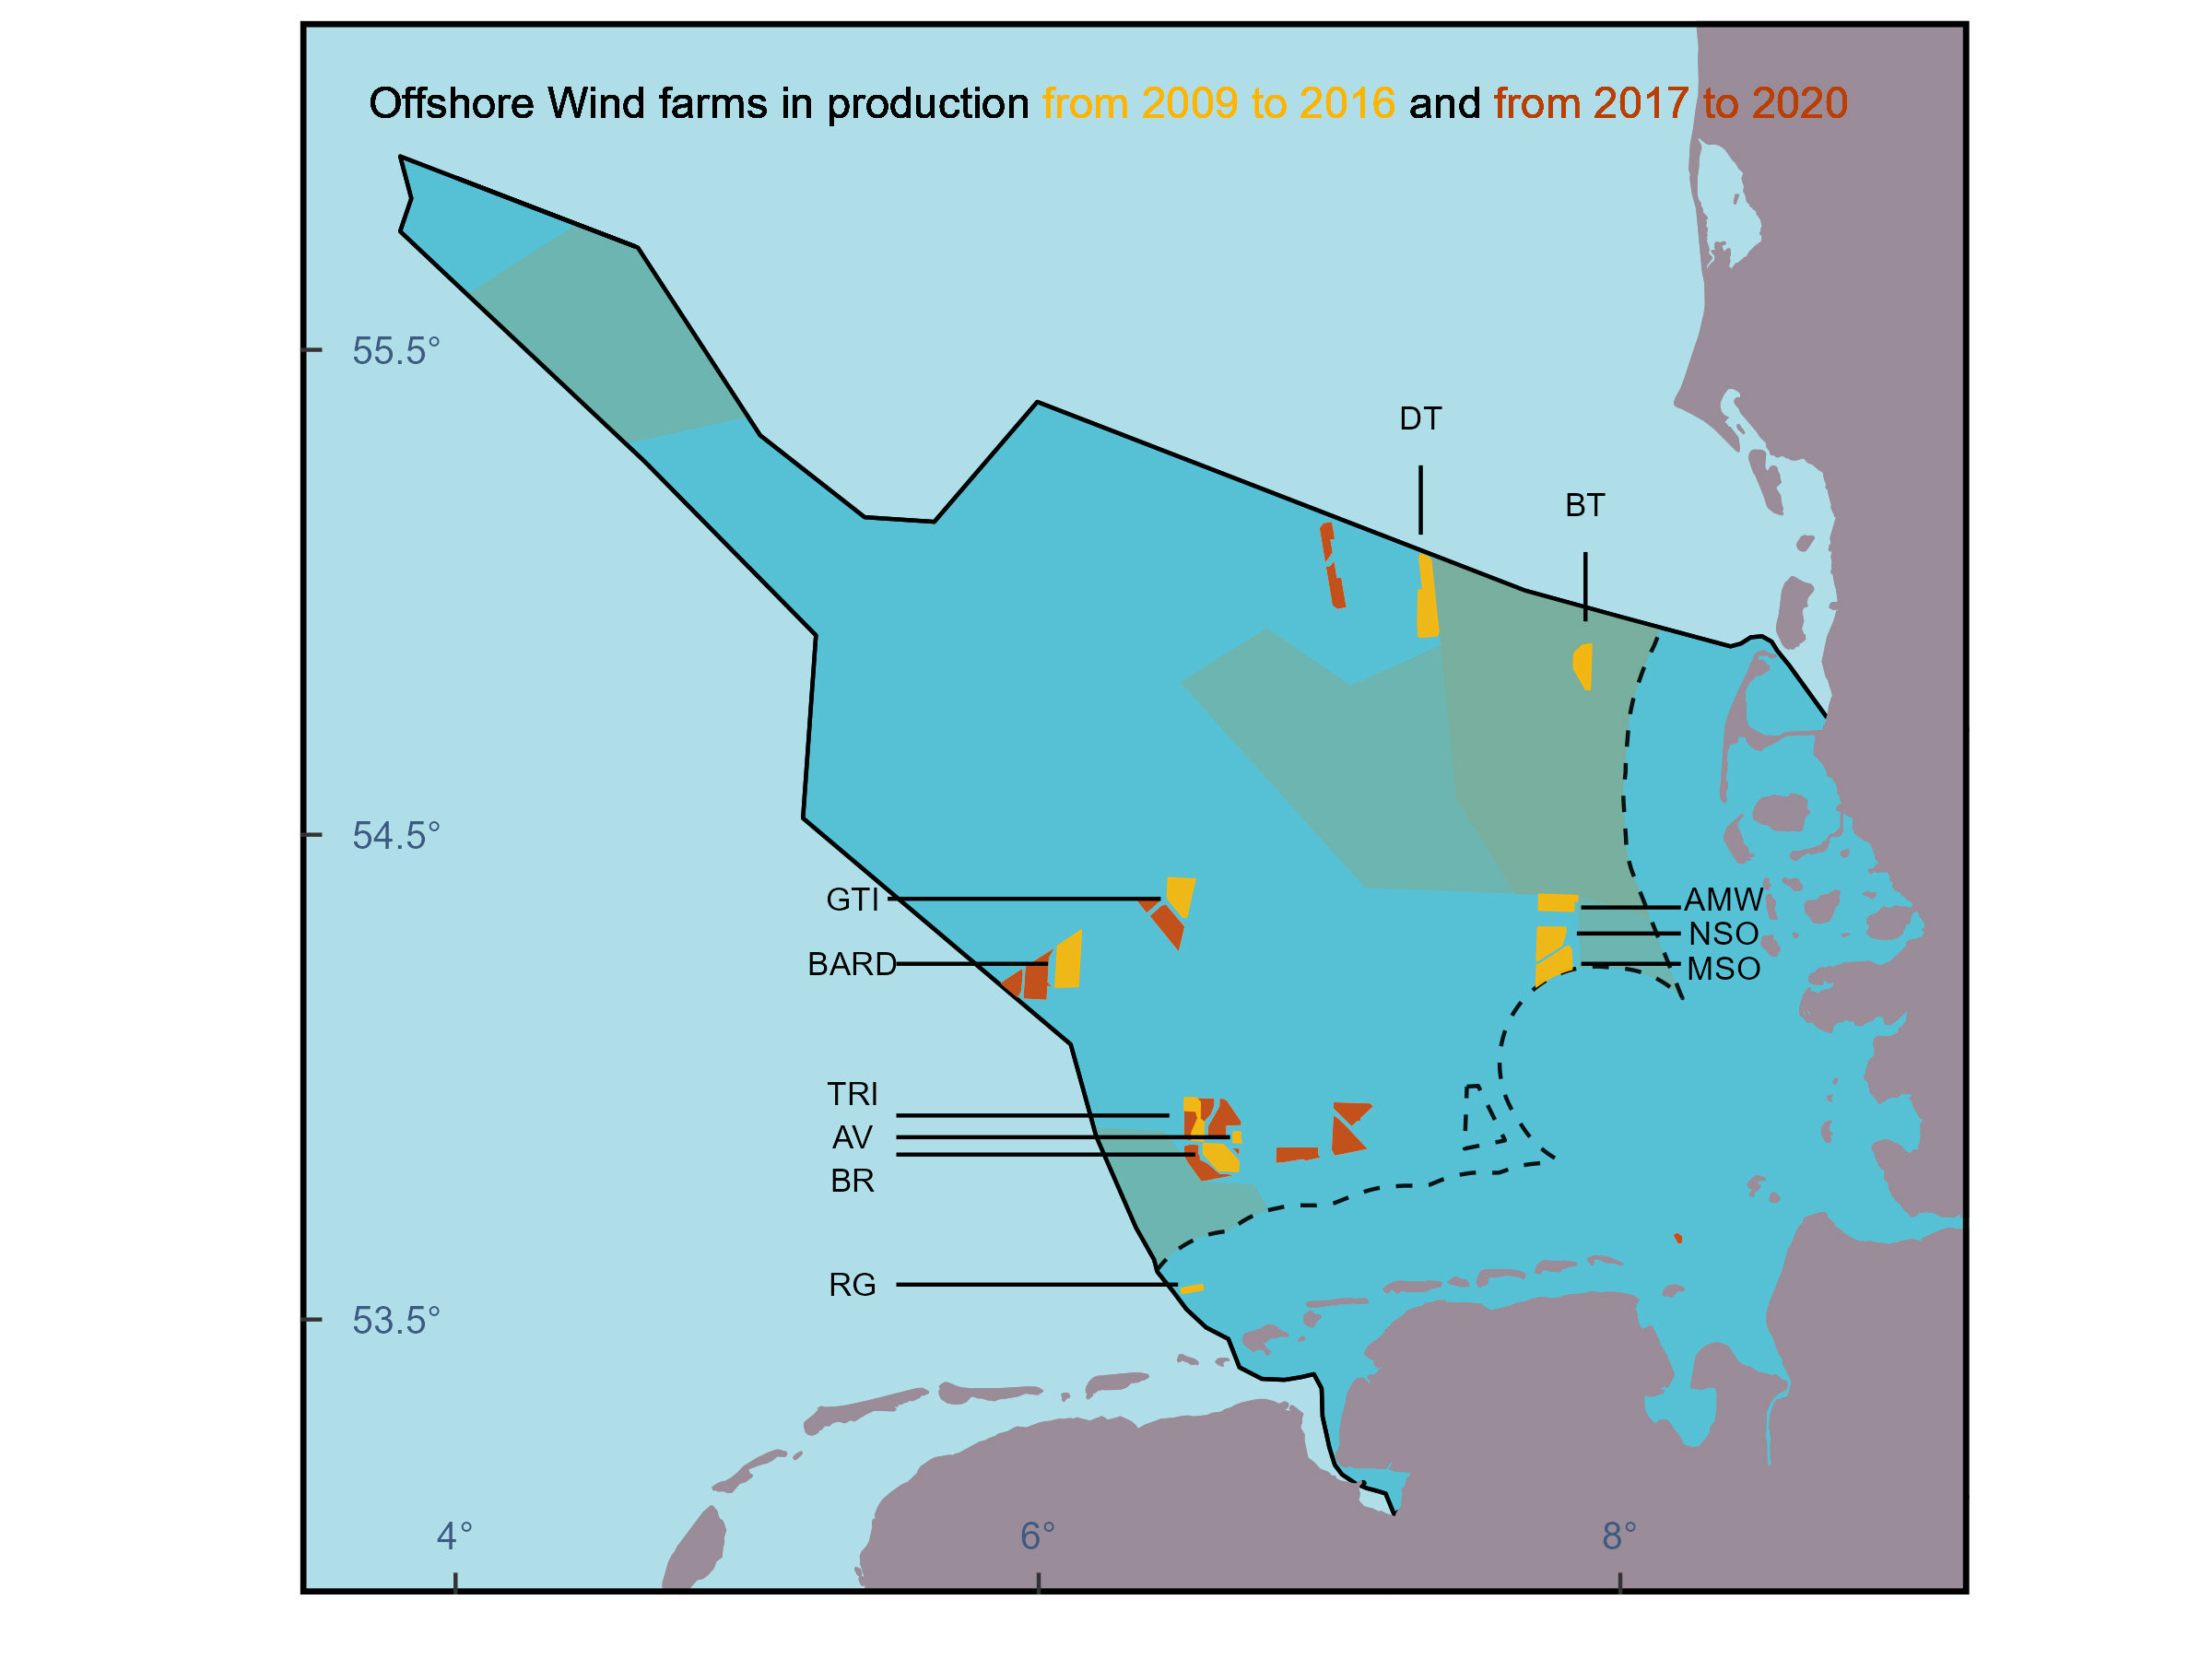 Offshore Wind farms in production from 2009 to 2016 and from 2017 to 2020
55.5°
DT
BT
54.5°
GTI
AMW
NSO
BARD
MSO
TRI
AV
BR
RG
53.5°
4°
6°
8°